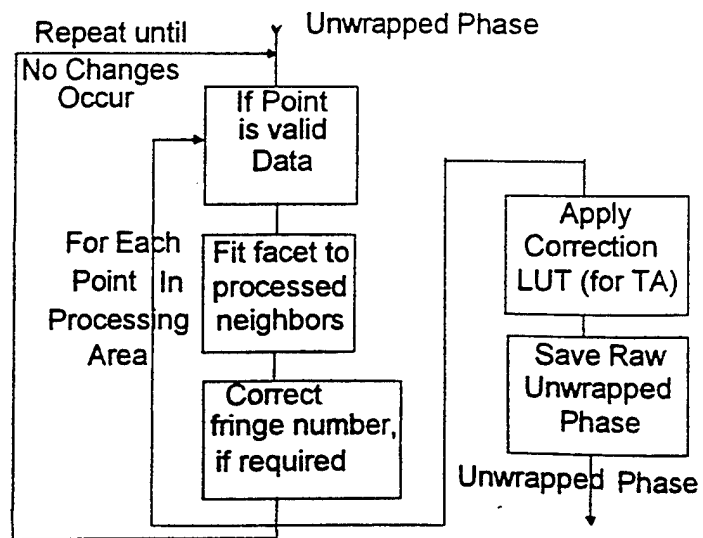 Repeat until
No Changes
Occur
Unwrapped Phase
If Point
is valid
Data
For Each
Point In
Processing
Area
Fit facet to
processed
neighbors
Correct
fringe number,
if required
Apply
Correction
LUT (for TA)
Save Raw
Unwrapped
Phase
Unwrapped Phase